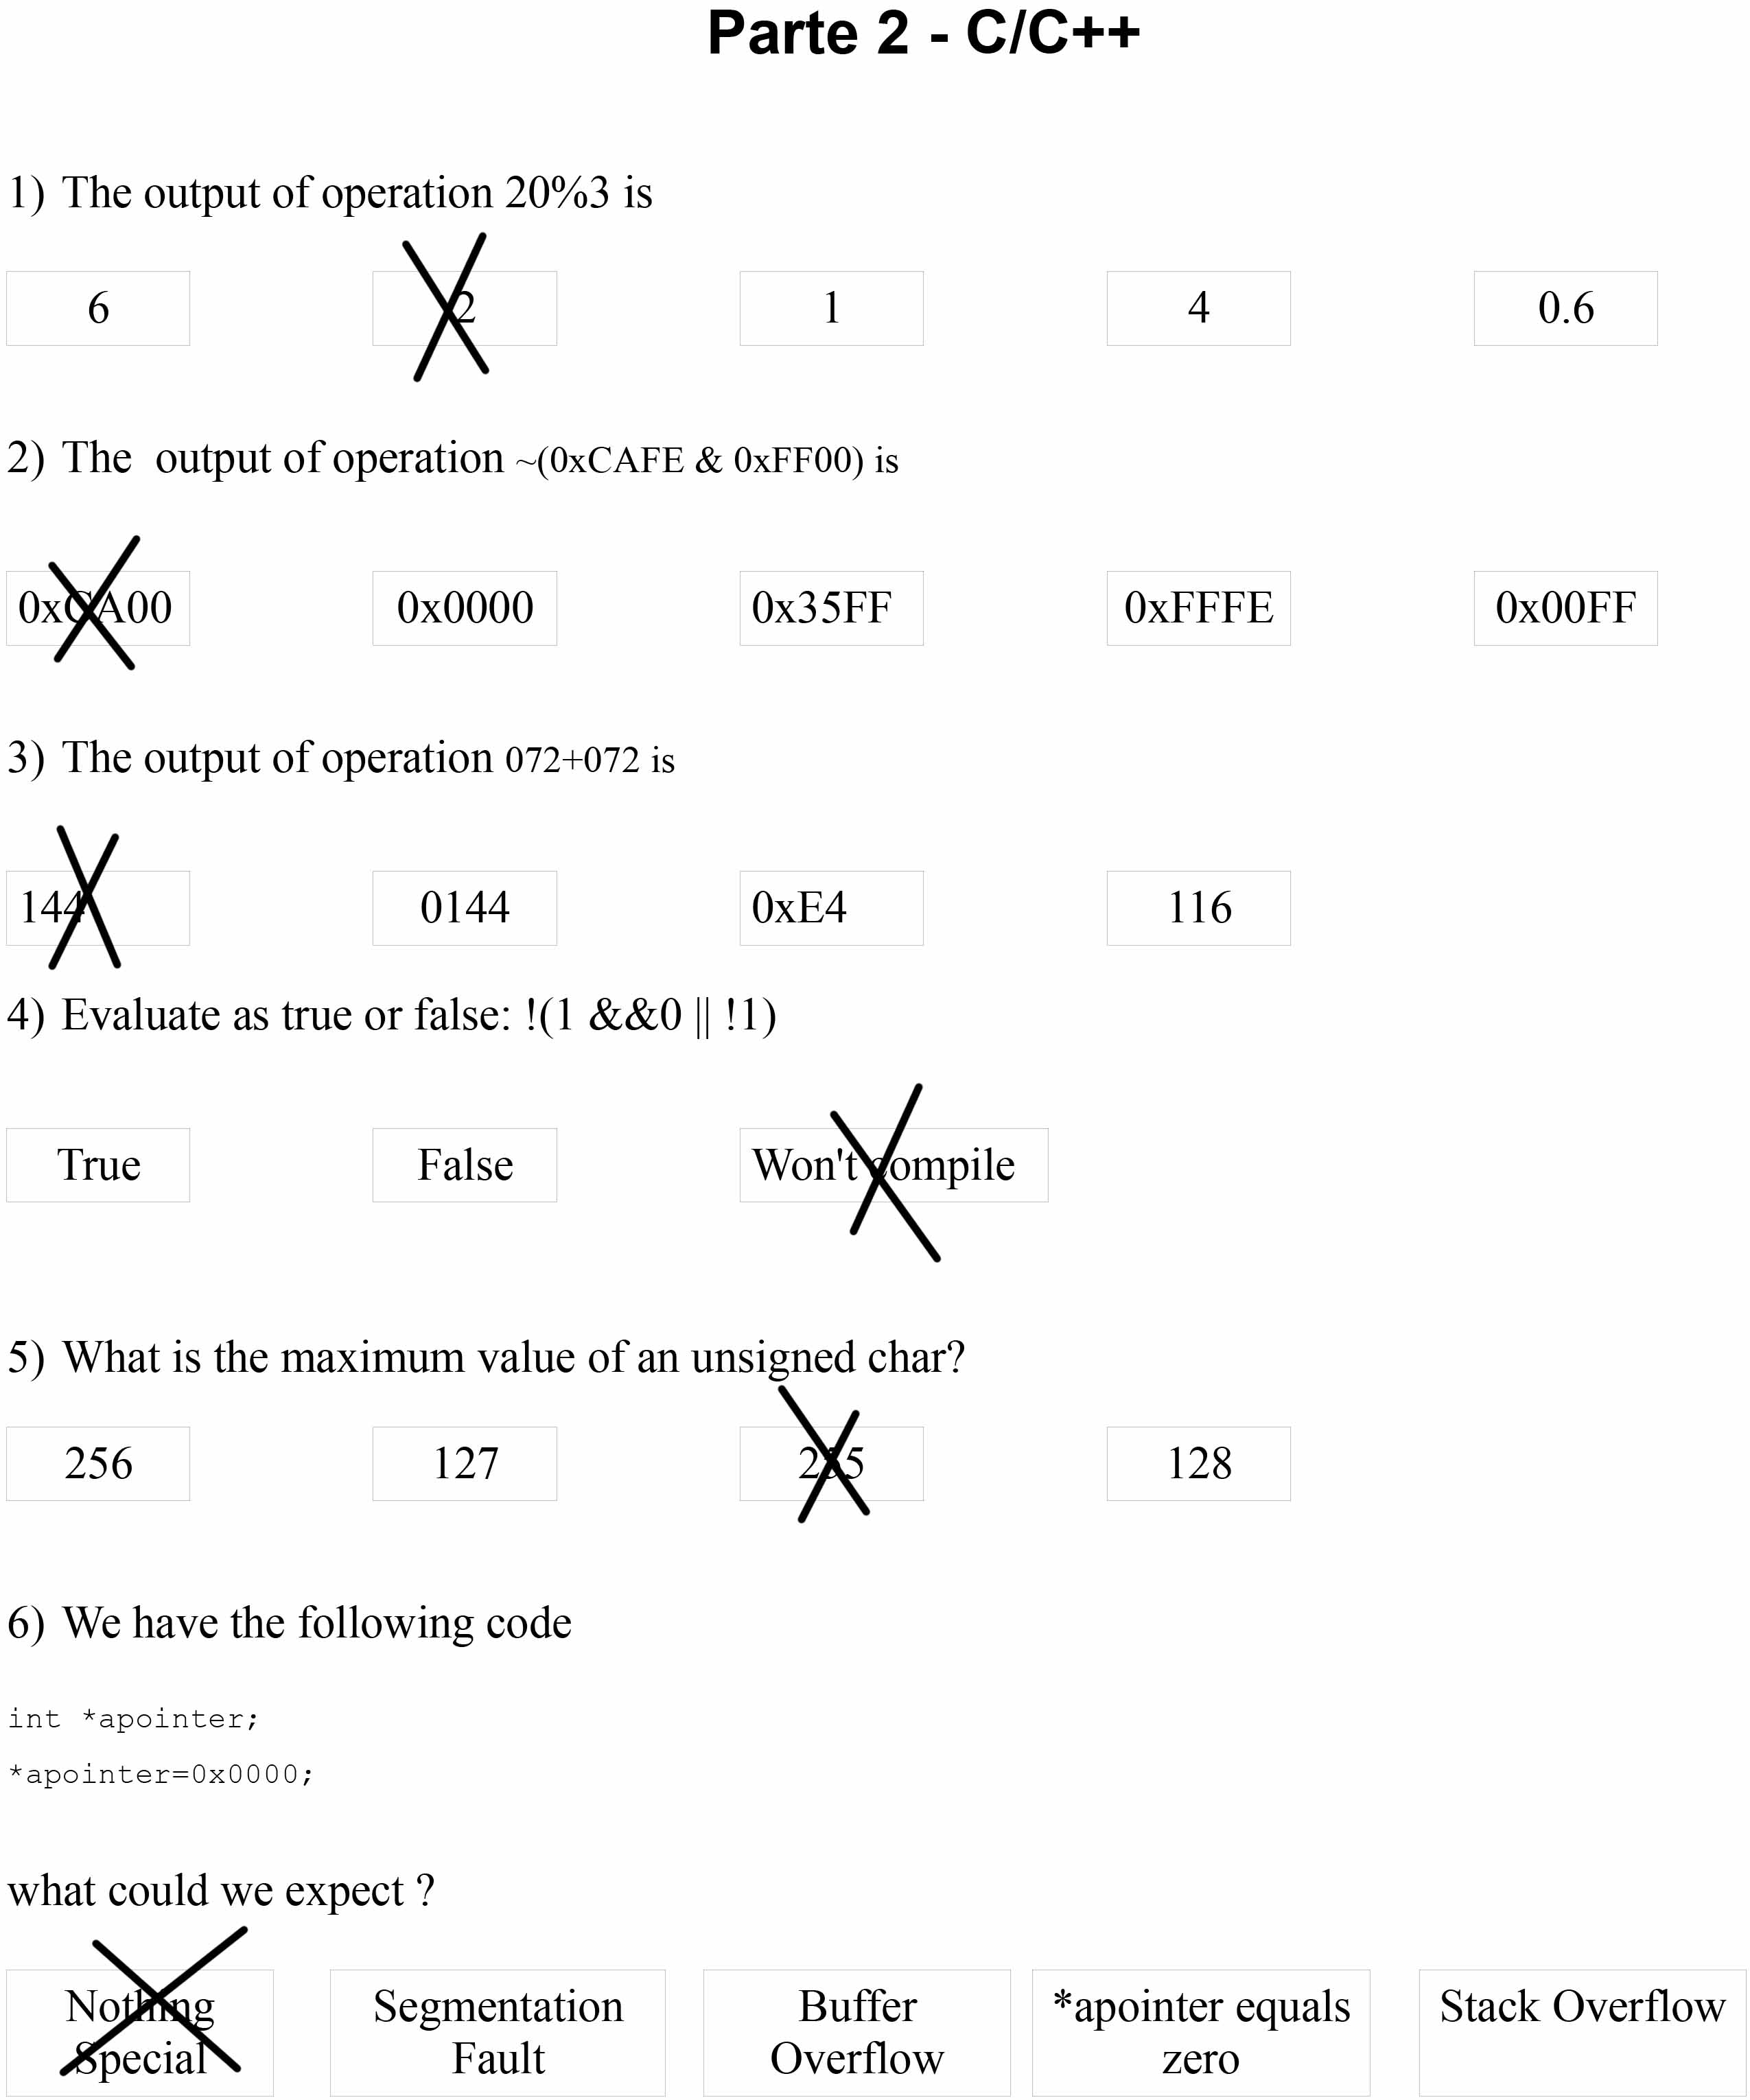 Parte 2 - C/C++
1) The output of operation 20%3 is
6 2 1 4 0.6
2) The output of operation ~(0xCAFE & 0xFF00) is
0xCA00 0x0000 0x35FF 0xFFFE 0x00FF
3) The output of operation 072+072 is
144 0144 0xE4 116
4) Evaluate as true or false: !(1 &&0 || !1)
True False Won't compile
5) What is the maximum value of an unsigned char?
256 127 255 128
6) We have the following code
int *apointer;
*apointer=0x0000;
what could we expect ?
Nothing Special
Segmentation Fault
Buffer Overflow
*apointer equals zero
Stack Overflow